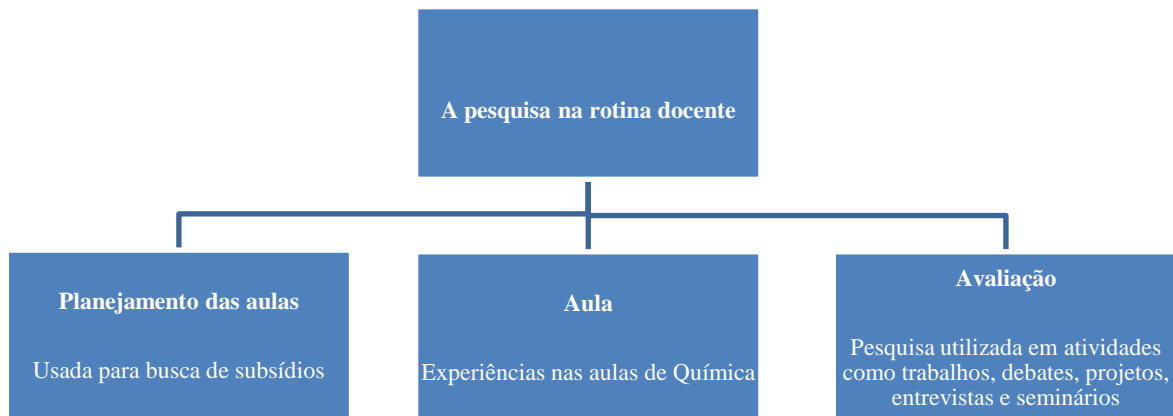 A pesquisa na rotina docente
Planejamento das aulas
Usada para busca de subsídios
Aula
Experiências nas aulas de Química
Avaliação
Pesquisa utilizada em atividades
como trabalhos, debates, projetos,
entrevistas e seminários